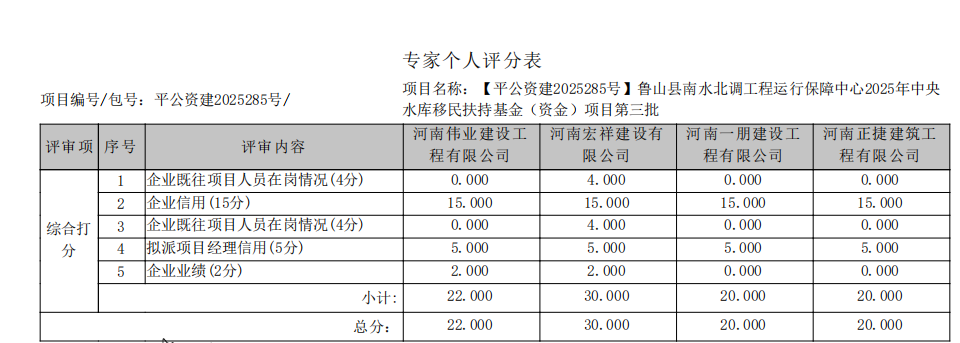 专家个人评分表
项目编号/包号：平公资建2025285号/
项目名称：【平公资建2025285号】鲁山县南水北调工程运行保障中心2025年中央
水库移民扶持基金（资金）项目第三批
评审项 序号 评审内容 河南伟业建设工程有限公司 河南宏祥建设有限公司 河南一朋建设工程有限公司 河南正捷建筑工程有限公司
综合打分
1 企业既往项目人员在岗情况(4分) 0.000 4.000 0.000 0.000
2 企业信用(15分) 15.000 15.000 15.000 15.000
3 企业既往项目人员在岗情况(4分) 0.000 4.000 0.000 0.000
4 拟派项目经理信用(5分) 5.000 5.000 5.000 5.000
5 企业业绩(2分) 2.000 2.000 0.000 0.000
小计: 22.000 30.000 20.000 20.000
总分: 22.000 30.000 20.000 20.000